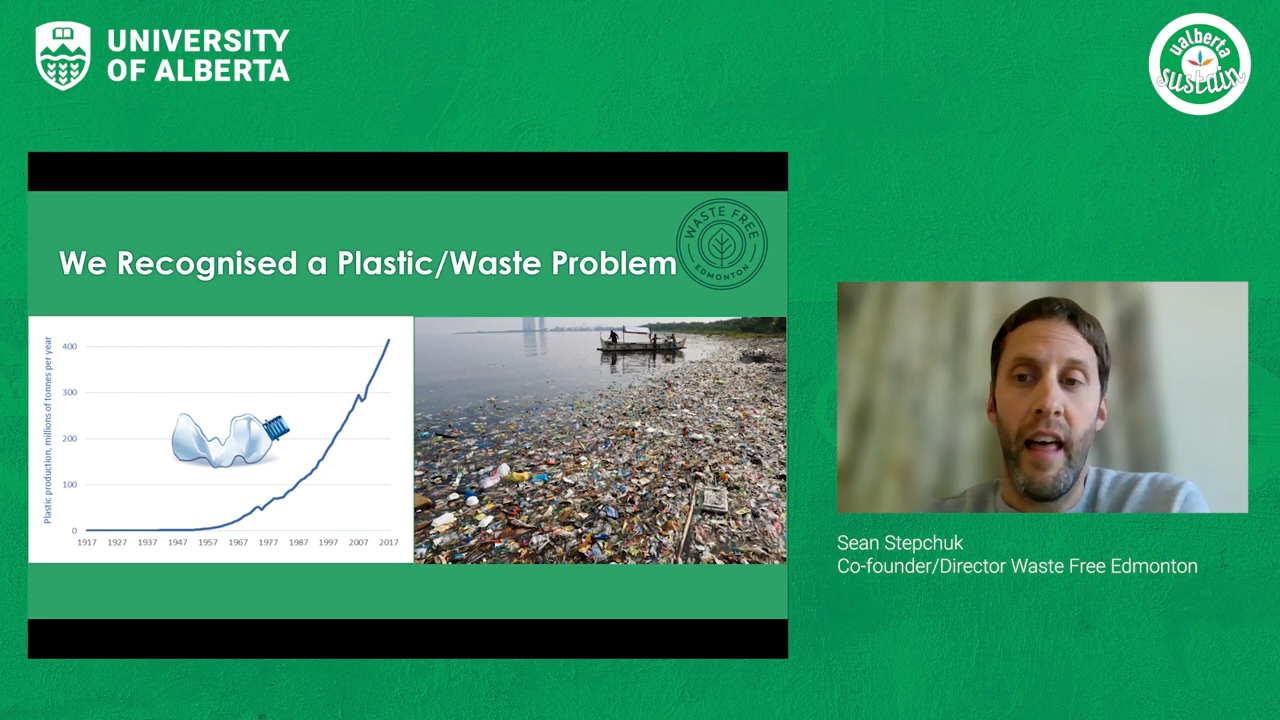 UNIVERSITY
OF ALBERTA
ualberta
sustain
We Recognised a Plastic/Waste Problem
WASTE FREE
EDMONTON
Plastic production, millions of tonnes per year
400
300
200
100
0
1917 1927 1937 1947 1957 1967 1977 1987 1997 2007 2017
Sean Stepchuk
Co-founder/Director Waste Free Edmonton